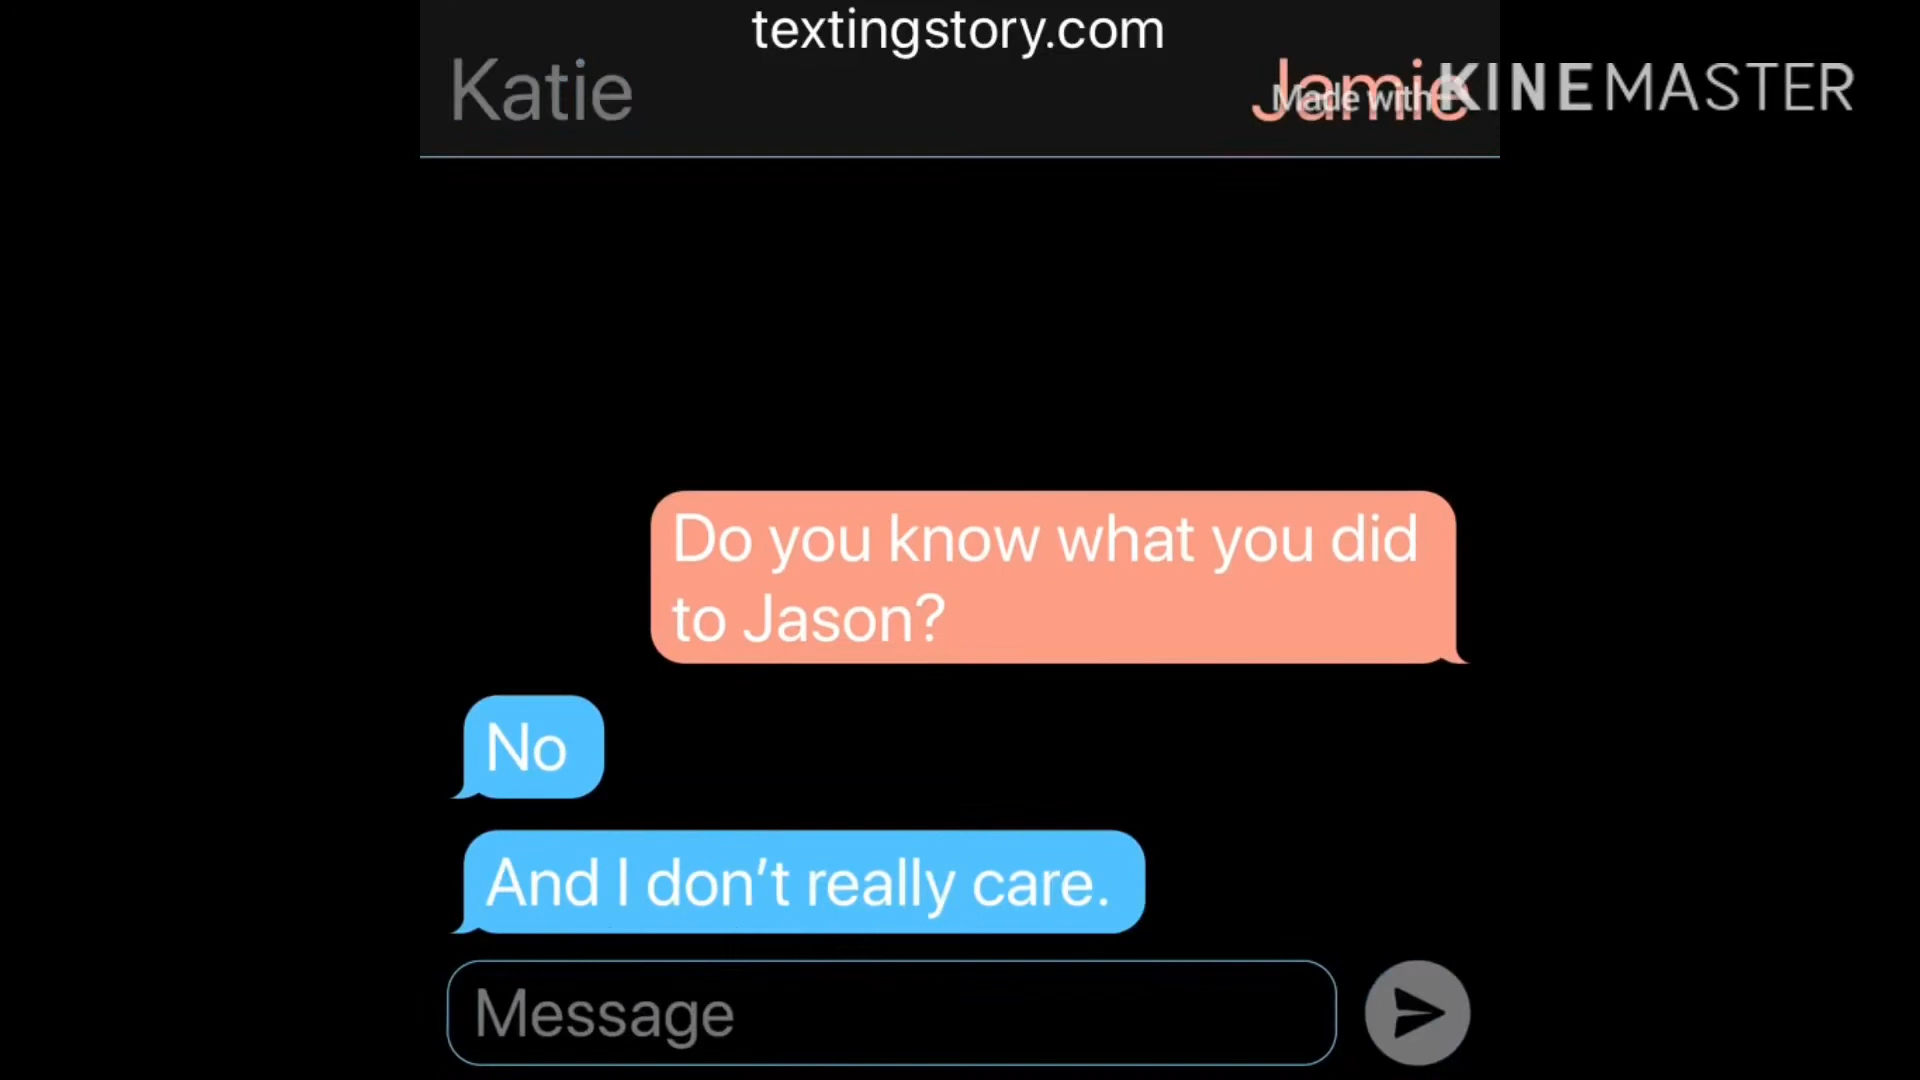 textingstory.com
Katie
Jamie
Made with KINEMASTER
Do you know what you did
to Jason?
No
And I don’t really care.
Message